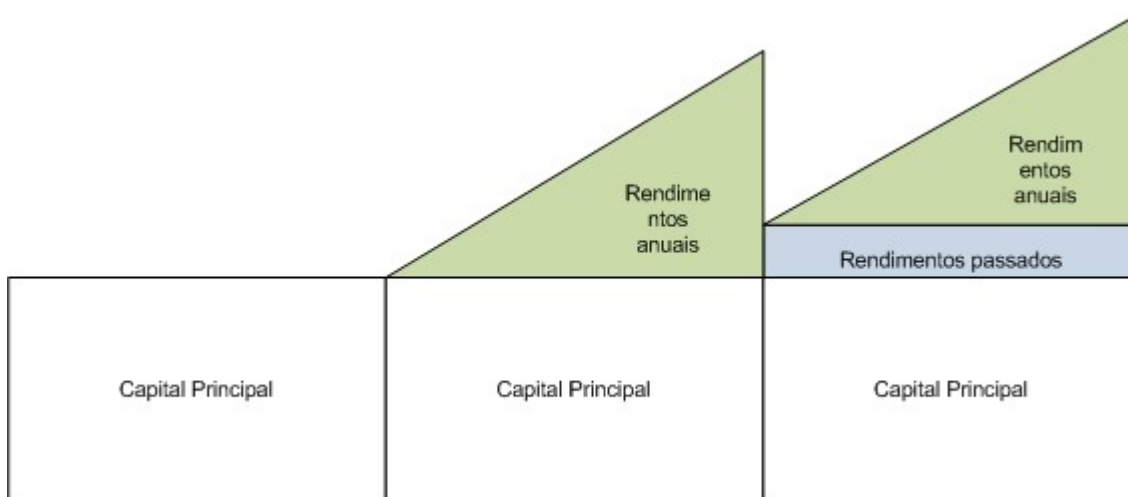 Rendim
entos
anuais
Rendime
ntos
anuais
Rendimentos passados
Capital Principal
Capital Principal
Capital Principal